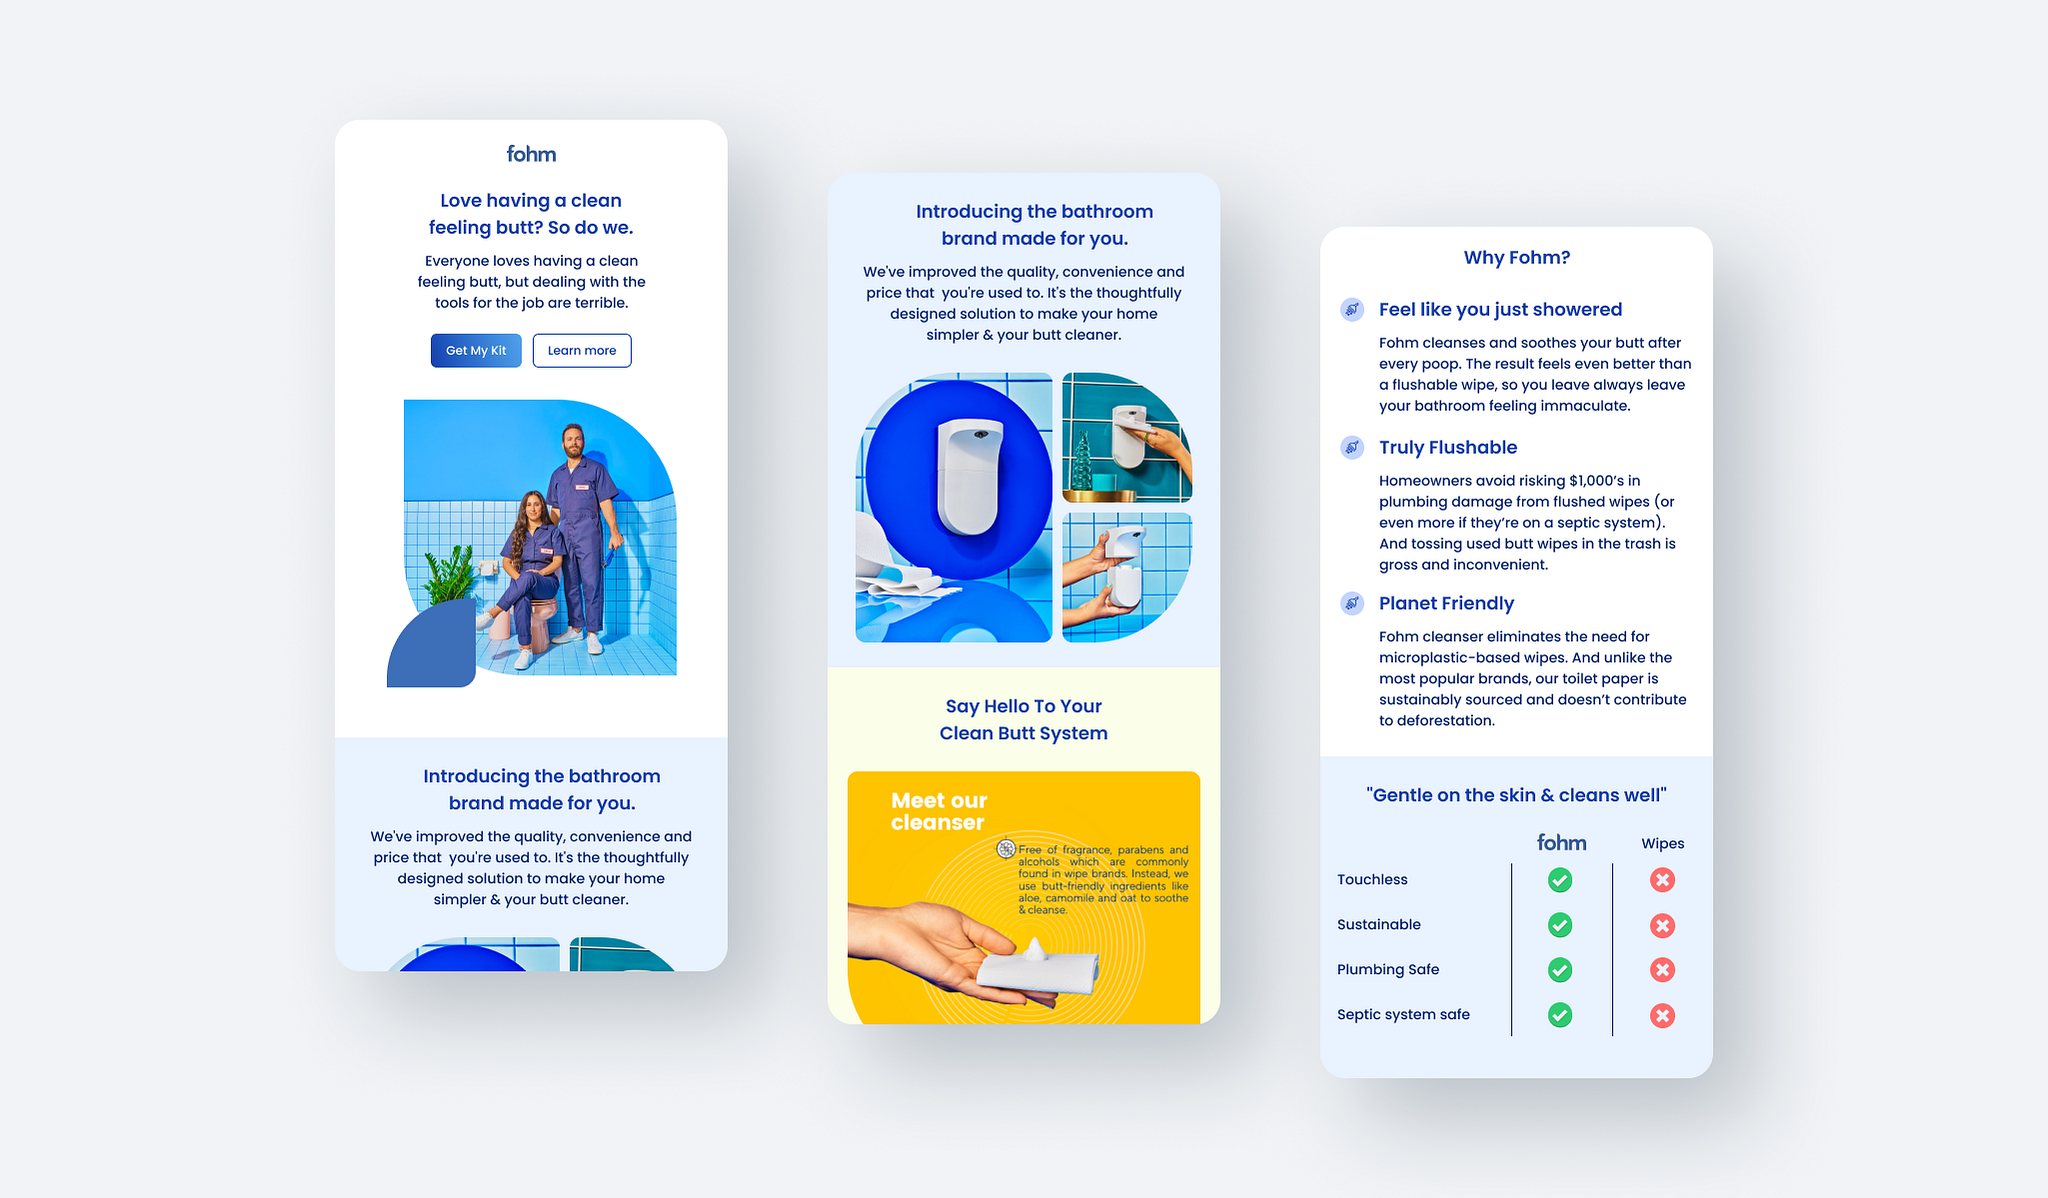 fohm
Love having a clean
feeling butt? So do we.
Everyone loves having a clean
feeling butt, but dealing with the
tools for the job are terrible.
Get My Kit
Learn more
Introducing the bathroom
brand made for you.
We've improved the quality, convenience and
price that  you're used to. It's the thoughtfully
designed solution to make your home
simpler & your butt cleaner.
Introducing the bathroom
brand made for you.
We've improved the quality, convenience and
price that  you're used to. It's the thoughtfully
designed solution to make your home
simpler & your butt cleaner.
Say Hello To Your
Clean Butt System
Meet our
cleanser
Free of fragrance, parabens and
alcohols which are commonly
found in wipe brands. Instead, we
use butt-friendly ingredients like
aloe, camomile and oat to soothe
& cleanse.
Why Fohm?
Feel like you just showered
Fohm cleanses and soothes your butt after
every poop. The result feels even better than
a flushable wipe, so you leave always leave
your bathroom feeling immaculate.
Truly Flushable
Homeowners avoid risking $1,000’s in
plumbing damage from flushed wipes (or
even more if they’re on a septic system).
And tossing used butt wipes in the trash is
gross and inconvenient.
Planet Friendly
Fohm cleanser eliminates the need for
microplastic-based wipes. And unlike the
most popular brands, our toilet paper is
sustainably sourced and doesn’t contribute
to deforestation.
"Gentle on the skin & cleans well"
fohm
Wipes
Touchless
Sustainable
Plumbing Safe
Septic system safe